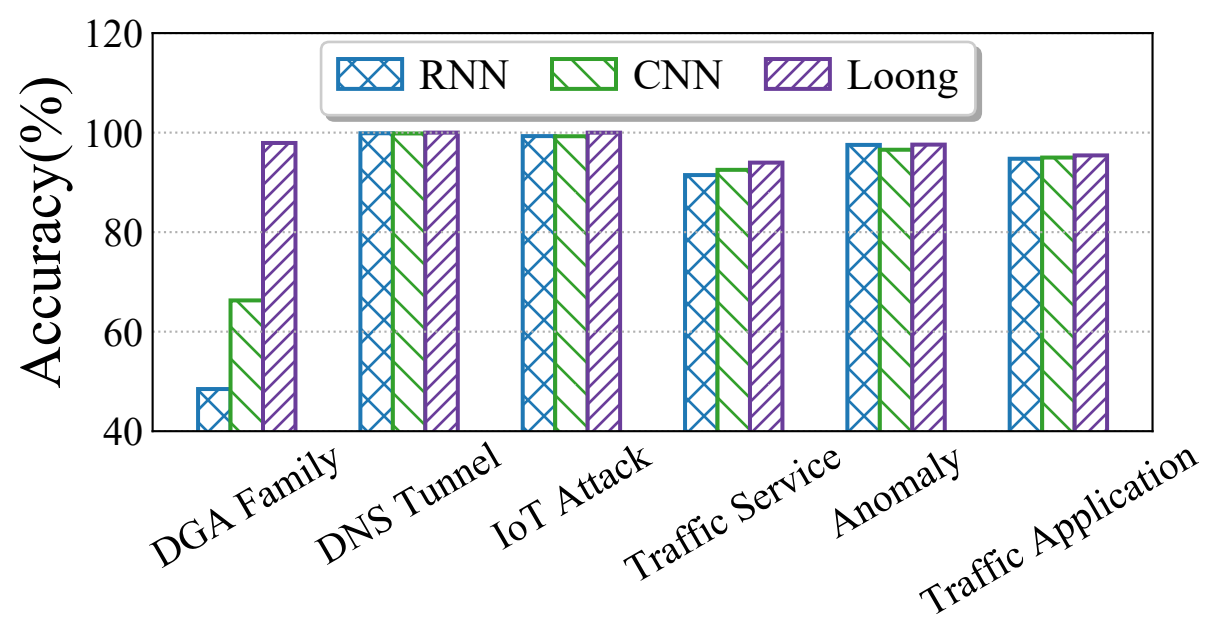 Accuracy(%)
120
100
80
60
40
RNN CNN Loong
DGA Family
DNS Tunnel
IoT Attack
Traffic Service
Anomaly
Traffic Application